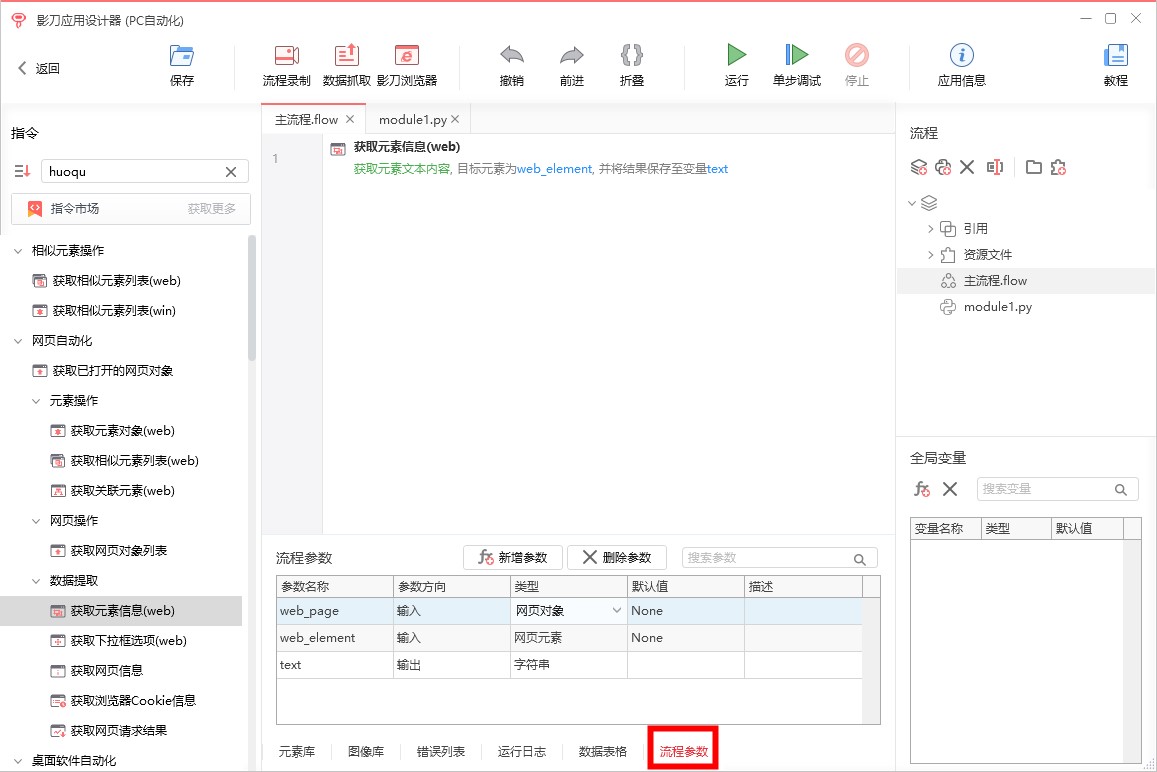 影刀应用设计器 (PC自动化)
返回
保存
流程录制
数据抓取
影刀浏览器
撤销
前进
折叠
运行
单步调试
停止
应用信息
教程
指令
huoqu
指令市场
获取更多
相似元素操作
获取相似元素列表(web)
获取相似元素列表(win)
网页自动化
获取已打开的网页对象
元素操作
获取元素对象(web)
获取相似元素列表(web)
获取关联元素(web)
网页操作
获取网页对象列表
数据提取
获取元素信息(web)
获取下拉框选项(web)
获取网页信息
获取浏览器Cookie信息
获取网页请求结果
桌面软件自动化
主流程.flow
module1.py
1
获取元素信息(web)
获取元素文本内容, 目标元素为web_element, 并将结果保存至变量text
流程参数
新增参数
删除参数
搜索参数
参数名称 参数方向 类型 默认值 描述
web_page 输入 网页对象 None
web_element 输入 网页元素 None
text 输出 字符串
元素库
图像库
错误列表
运行日志
数据表格
流程参数
流程
引用
资源文件
主流程.flow
module1.py
全局变量
搜索变量
变量名称 类型 默认值